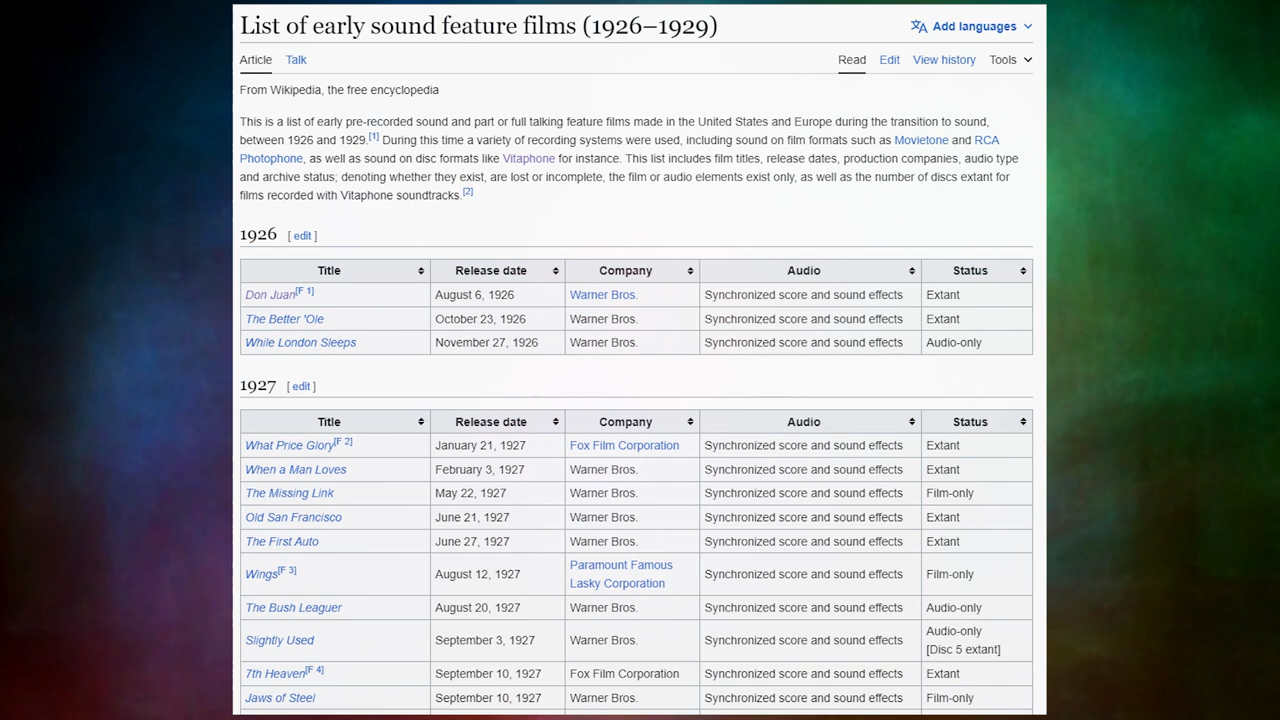 List of early sound feature films (1926–1929)
Add languages
Article Talk Read Edit View history Tools
From Wikipedia, the free encyclopedia
This is a list of early pre-recorded sound and part or full talking feature films made in the United States and Europe during the transition to sound,
between 1926 and 1929.[1] During this time a variety of recording systems were used, including sound on film formats such as Movietone and RCA
Photophone, as well as sound on disc formats like Vitaphone for instance. This list includes film titles, release dates, production companies, audio type
and archive status; denoting whether they exist, are lost or incomplete, the film or audio elements exist only, as well as the number of discs extant for
films recorded with Vitaphone soundtracks.[2]
1926 [ edit ]
Title Release date Company Audio Status
Don Juan[F 1] August 6, 1926 Warner Bros. Synchronized score and sound effects Extant
The Better 'Ole October 23, 1926 Warner Bros. Synchronized score and sound effects Extant
While London Sleeps November 27, 1926 Warner Bros. Synchronized score and sound effects Audio-only
1927 [ edit ]
Title Release date Company Audio Status
What Price Glory[F 2] January 21, 1927 Fox Film Corporation Synchronized score and sound effects Extant
When a Man Loves February 3, 1927 Warner Bros. Synchronized score and sound effects Extant
The Missing Link May 22, 1927 Warner Bros. Synchronized score and sound effects Film-only
Old San Francisco June 21, 1927 Warner Bros. Synchronized score and sound effects Extant
The First Auto June 27, 1927 Warner Bros. Synchronized score and sound effects Extant
Wings[F 3] August 12, 1927 Paramount Famous
Lasky Corporation Synchronized score and sound effects Film-only
The Bush Leaguer August 20, 1927 Warner Bros. Synchronized score and sound effects Audio-only
Slightly Used September 3, 1927 Warner Bros. Synchronized score and sound effects Audio-only
[Disc 5 extant]
7th Heaven[F 4] September 10, 1927 Fox Film Corporation Synchronized score and sound effects Extant
Jaws of Steel September 10, 1927 Warner Bros. Synchronized score and sound effects Film-only